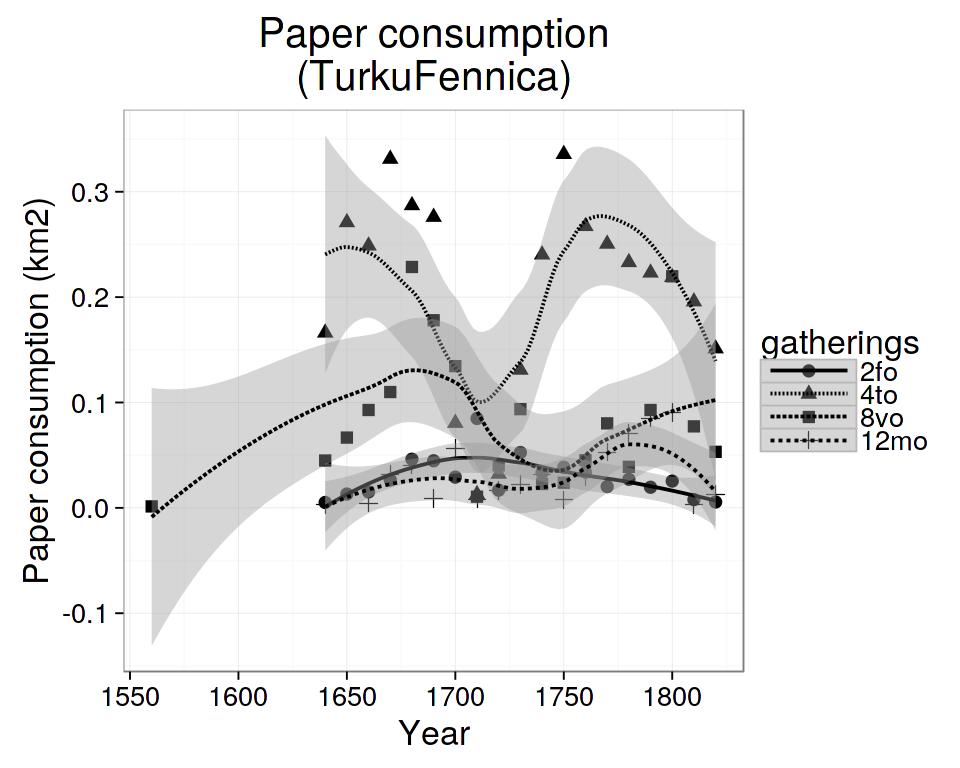 Paper consumption
(TurkuFennica)
Paper consumption (km2)
0.3
0.2
0.1
0.0
-0.1
1550 1600 1650 1700 1750 1800
Year
gatherings
2fo
4to
8vo
12mo